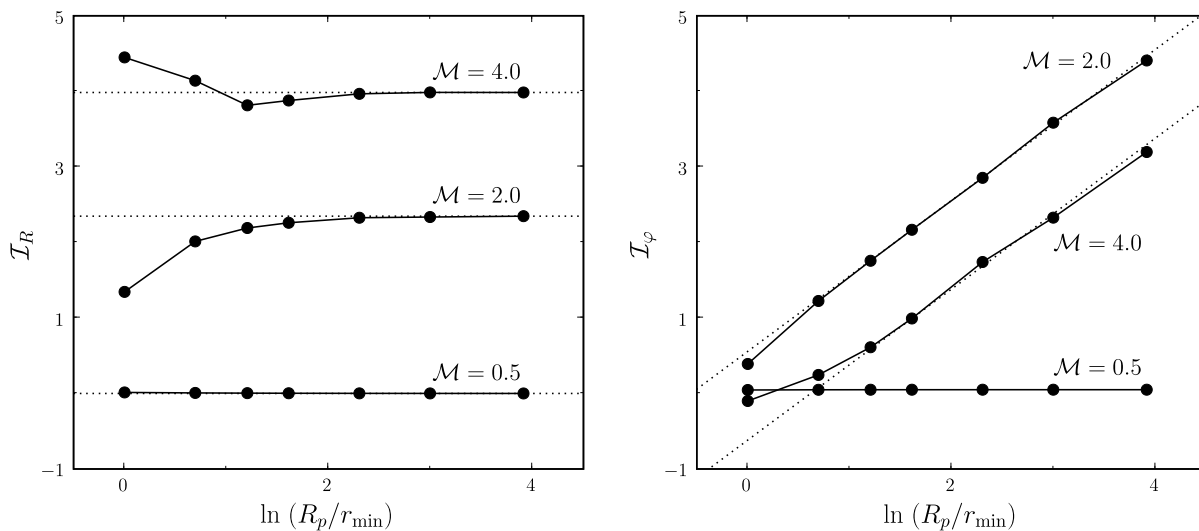 5
3
1
−1
0
2
4
ℳ = 4.0
ℳ = 2.0
ℳ = 0.5
ℐ_R
ln (R_p/r_min)
5
3
1
−1
0
2
4
ℳ = 2.0
ℳ = 4.0
ℳ = 0.5
ℐ_φ
ln (R_p/r_min)